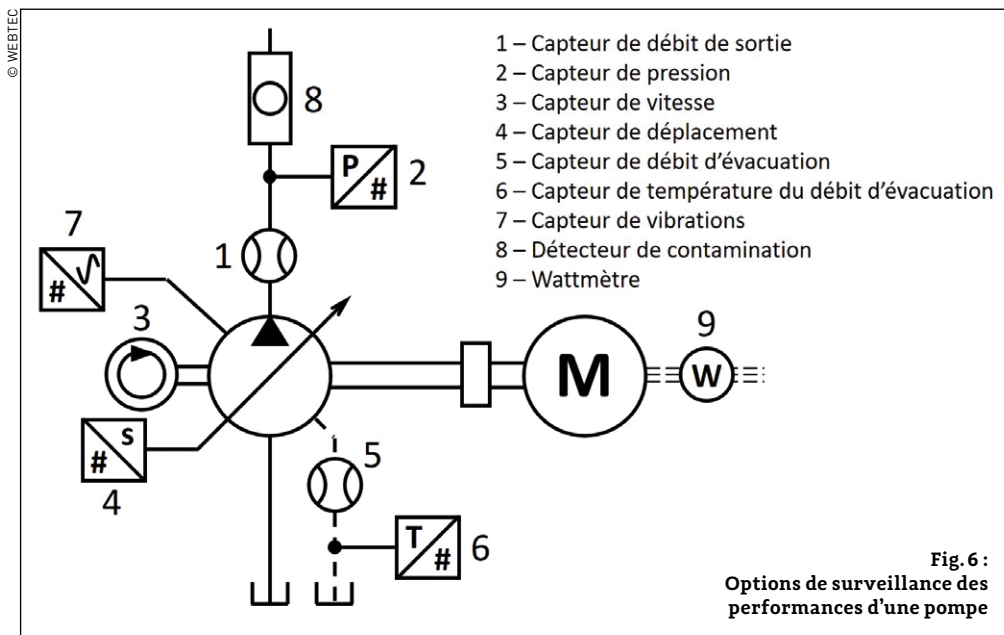 © WEBTEC
1 – Capteur de débit de sortie
2 – Capteur de pression
3 – Capteur de vitesse
4 – Capteur de déplacement
5 – Capteur de débit d'évacuation
6 – Capteur de température du débit d'évacuation
7 – Capteur de vibrations
8 – Détecteur de contamination
9 – Wattmètre
8
P
#
2
7
#
1
3
9
M
W
s
#
4
5
T
#
6
Fig. 6 :
Options de surveillance des
performances d'une pompe